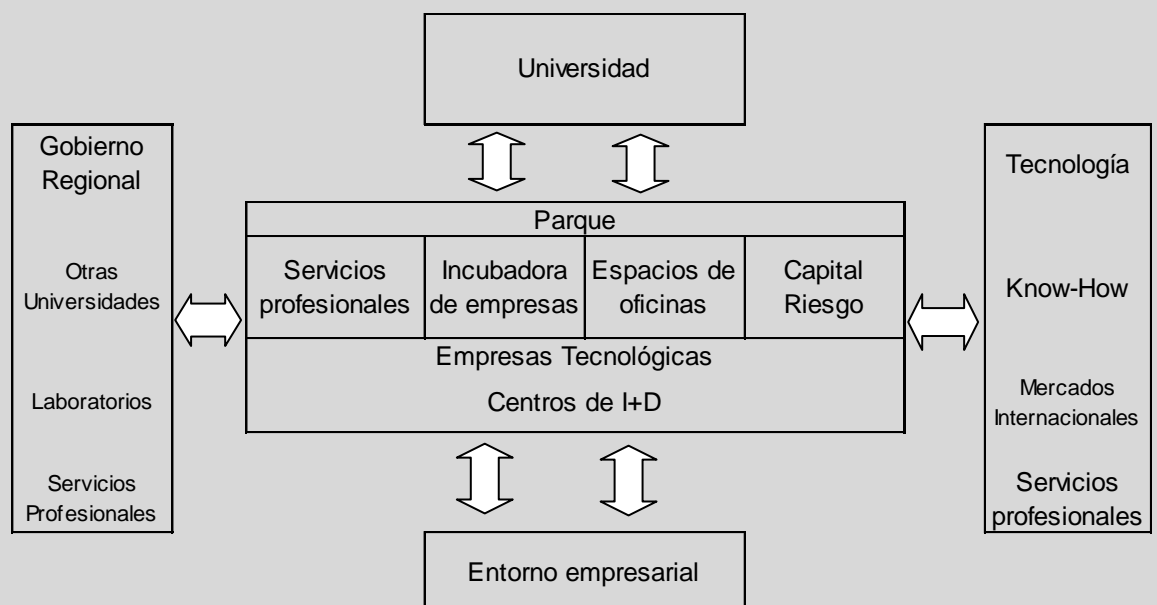 Universidad
Gobierno
Regional
Otras
Universidades
Laboratorios
Servicios
Profesionales
Parque
Servicios
profesionales
Incubadora
de empresas
Espacios de
oficinas
Capital
Riesgo
Empresas Tecnológicas
Centros de I+D
Tecnología
Know-How
Mercados
Internacionales
Servicios
profesionales
Entorno empresarial